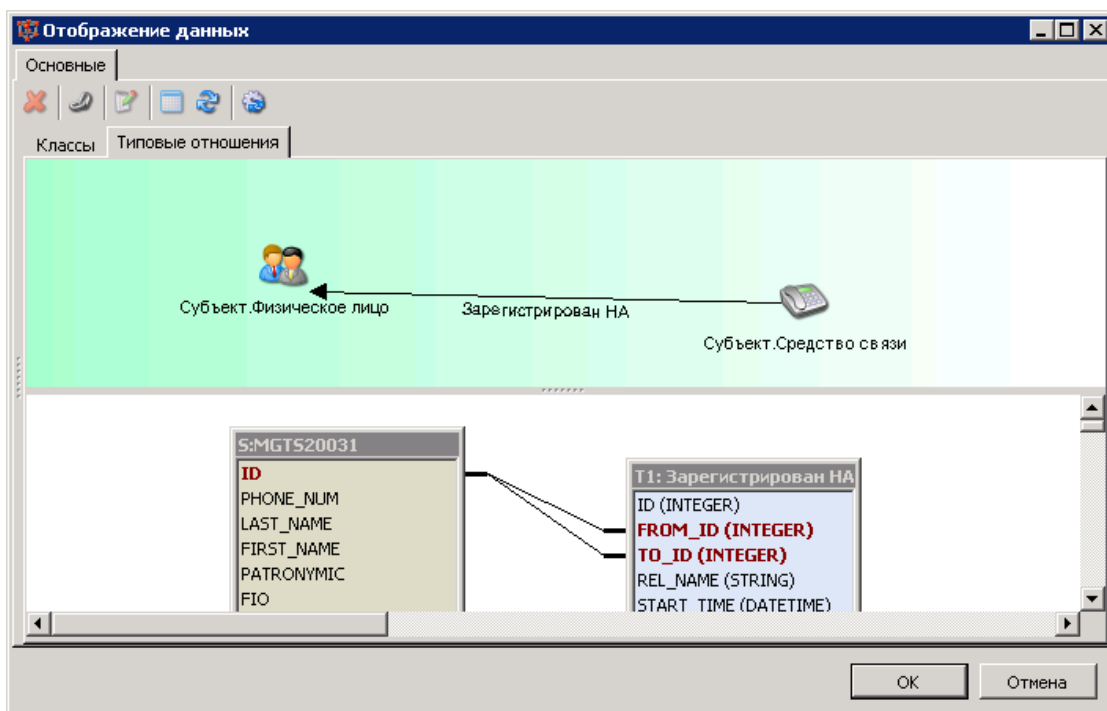 Отображение данных
Основные
Классы
Типовые отношения
Субъект.Физическое лицо
Зарегистрирован НА
Субъект.Средство связи
S:MGTS20031
ID
PHONE_NUM
LAST_NAME
FIRST_NAME
PATRONYMIC
FIO
T1: Зарегистрирован НА
ID (INTEGER)
FROM_ID (INTEGER)
TO_ID (INTEGER)
REL_NAME (STRING)
START_TIME (DATETIME)
OK
Отмена